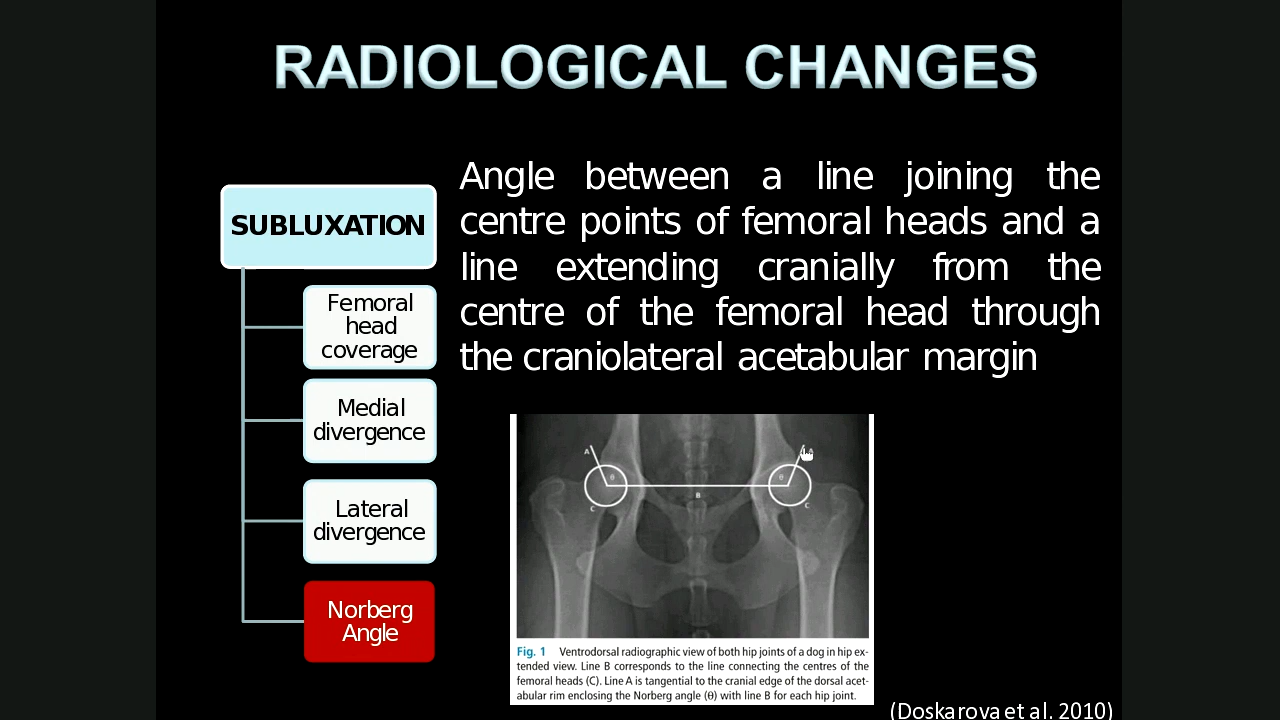 RADIOLOGICAL CHANGES
SUBLUXATION
Femoral
head
coverage
Medial
divergence
Lateral
divergence
Norberg
Angle
Angle between a line joining the
centre points of femoral heads and a
line extending cranially from the
centre of the femoral head through
the craniolateral acetabular margin
A
θ
θ
B
C
C
Fig. 1 Ventrodorsal radiographic view of both hip joints of a dog in hip ex-
tended view. Line B corresponds to the line connecting the centres of the
femoral heads (C). Line A is tangential to the cranial edge of the dorsal acet-
abular rim enclosing the Norberg angle (θ) with line B for each hip joint.
(Doskarova et al. 2010)